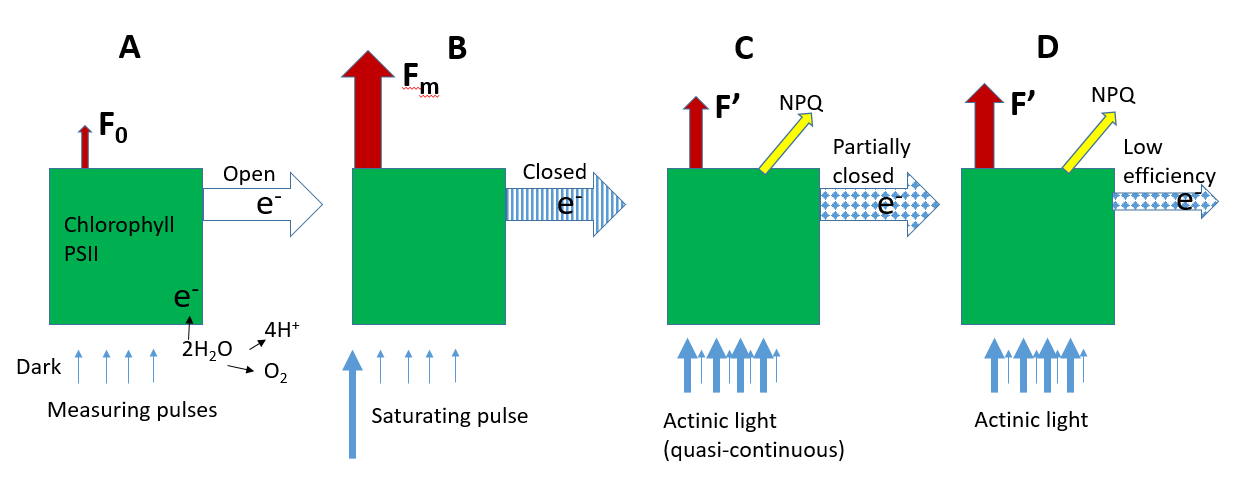 A
F0
Open
e-
Chlorophyll
PSII
e-
2H2O
4H+
O2
Dark
Measuring pulses
B
Fm
Closed
e-
Saturating pulse
C
F’
NPQ
Partially
closed
e-
Actinic light
(quasi-continuous)
D
F’
NPQ
Low
efficiency
e-
Actinic light